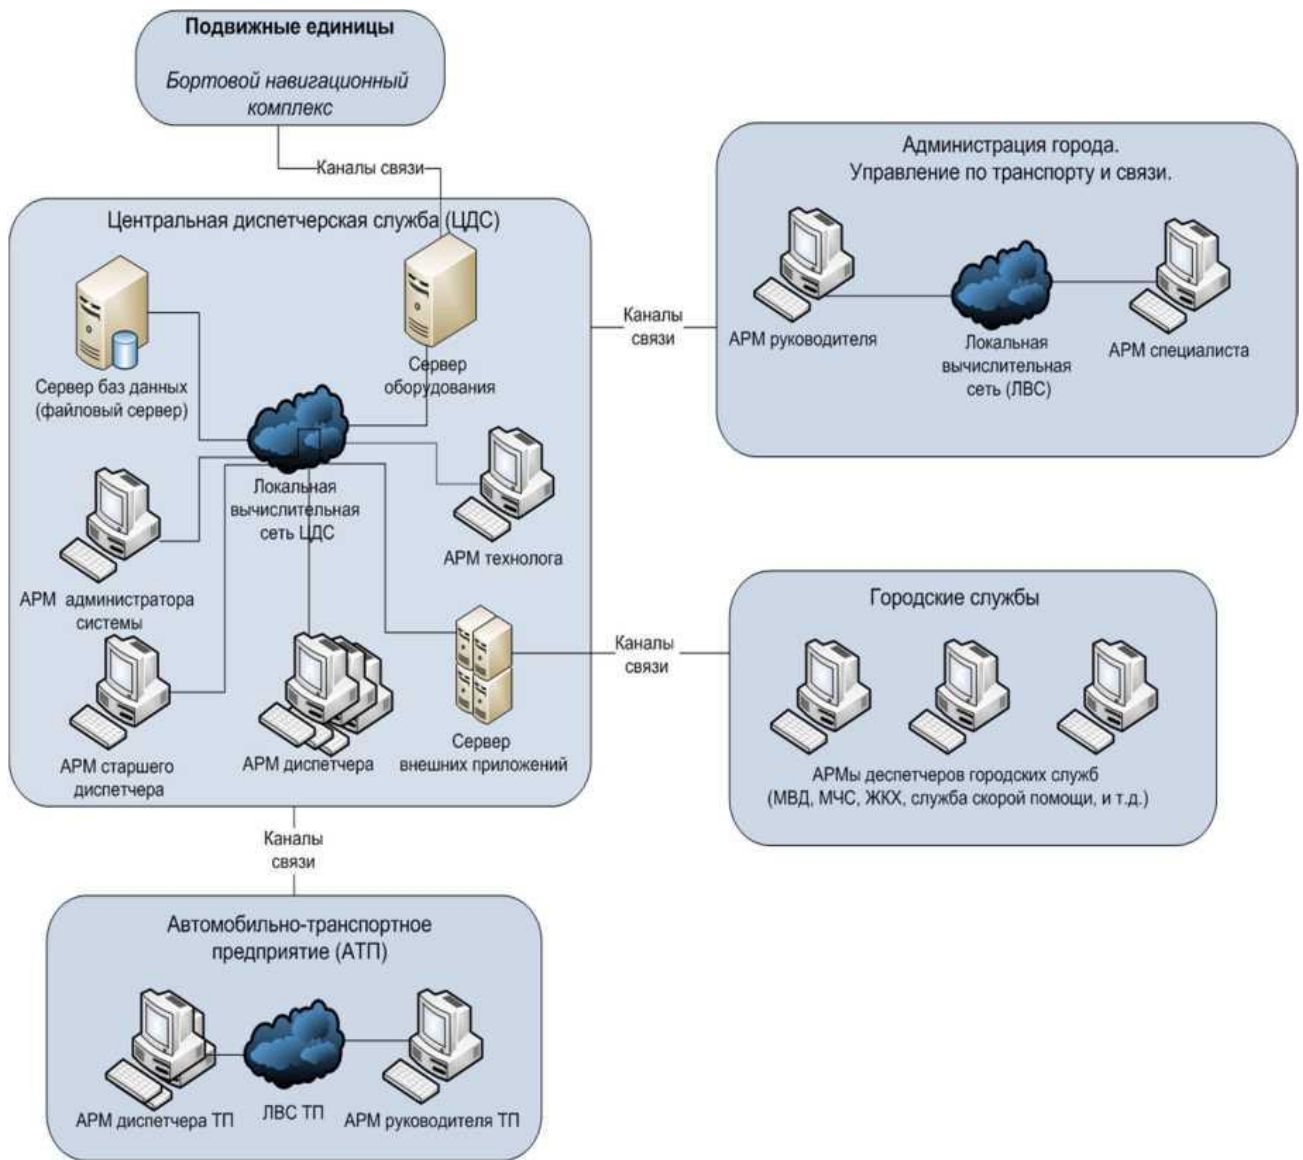 Подвижные единицы
Бортовой навигационный
комплекс
Каналы связи
Центральная диспетчерская служба (ЦДС)
Сервер баз данных
(файловый сервер)
Сервер
оборудования
Локальная
вычислительная
сеть ЦДС
АРМ технолога
АРМ администратора
системы
АРМ старшего
диспетчера
АРМ диспетчера
Сервер
внешних приложений
Каналы
связи
Администрация города.
Управление по транспорту и связи.
АРМ руководителя
Локальная
вычислительная
сеть (ЛВС)
АРМ специалиста
Каналы
связи
Городские службы
АРМы деспетчеров городских служб
(МВД, МЧС, ЖКХ, служба скорой помощи, и т.д.)
Каналы
связи
Автомобильно-транспортное
предприятие (АТП)
АРМ диспетчера ТП
ЛВС ТП
АРМ руководителя ТП